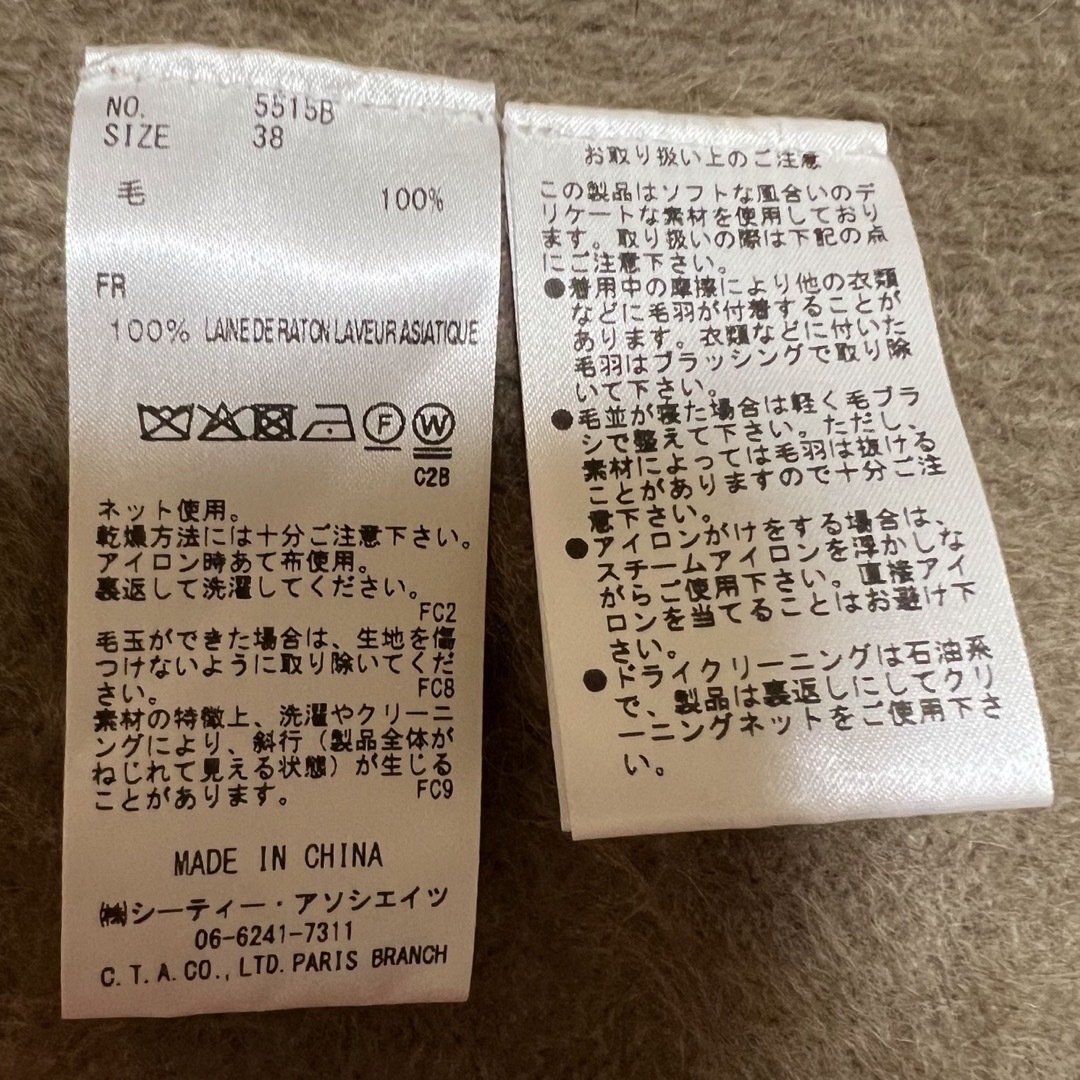 NO. 5515B
SIZE 38
毛 100%
FR
100% LAINE DE RATON LAVEUR ASIATIQUE
F W
C2B
ネット使用。
乾燥方法には十分ご注意下さい。
アイロン時あて布使用。
裏返して洗濯してください。
FC2
毛玉ができた場合は、生地を傷
つけないように取り除いてくだ
さい。 FC8
素材の特徴上、洗濯やクリーニ
ングにより、斜行（製品全体が
ねじれて見える状態）が生じる
ことがあります。 FC9
MADE IN CHINA
㈱シーティー・アソシエイツ
06-6241-7311
C.T.A.CO.,LTD.PARIS BRANCH
お取り扱い上のご注意
この製品はソフトな風合いのデ
リケートな素材を使用しており
ます。取り扱いの際は下記の点
にご注意下さい。
●着用中の摩擦により他の衣類
などに毛羽が付着することが
あります。衣類などに付いた
毛羽はブラッシングで取り除
いて下さい。
●毛並が寝た場合は軽く毛ブラ
シで整えて下さい。ただし、
素材によっては毛羽は抜ける
ことがありますので十分ご注
意下さい。
●アイロンがけをする場合は、
スチームアイロンを浮かしな
がらご使用下さい。直接アイ
ロンを当てることはお避け下
さい。
●ドライクリーニングは石油系
で、製品は裏返しにしてクリ
ーニングネットをご使用下さ
い。